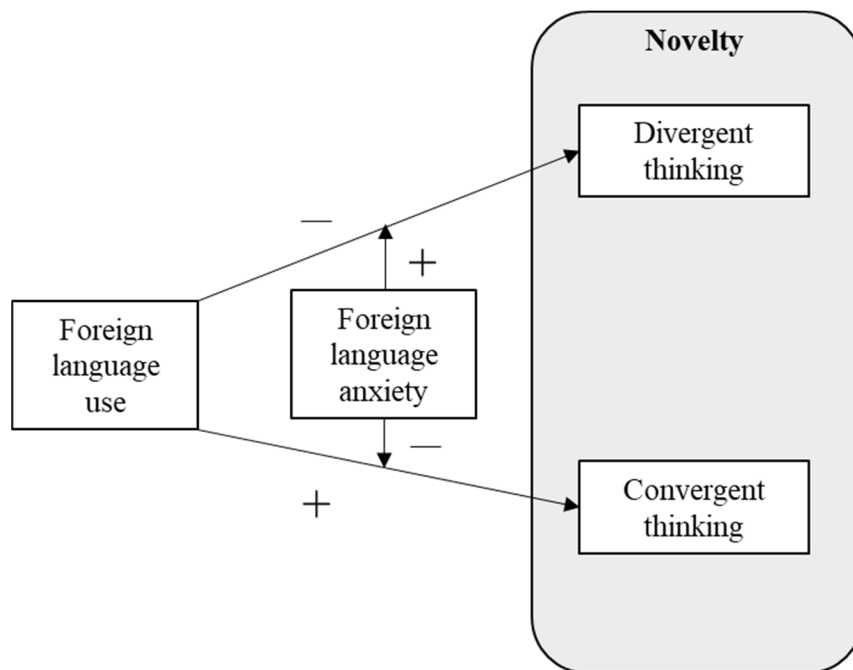 Novelty
Divergent
thinking
—
+
Foreign
language
use
Foreign
language
anxiety
—
+
Convergent
thinking